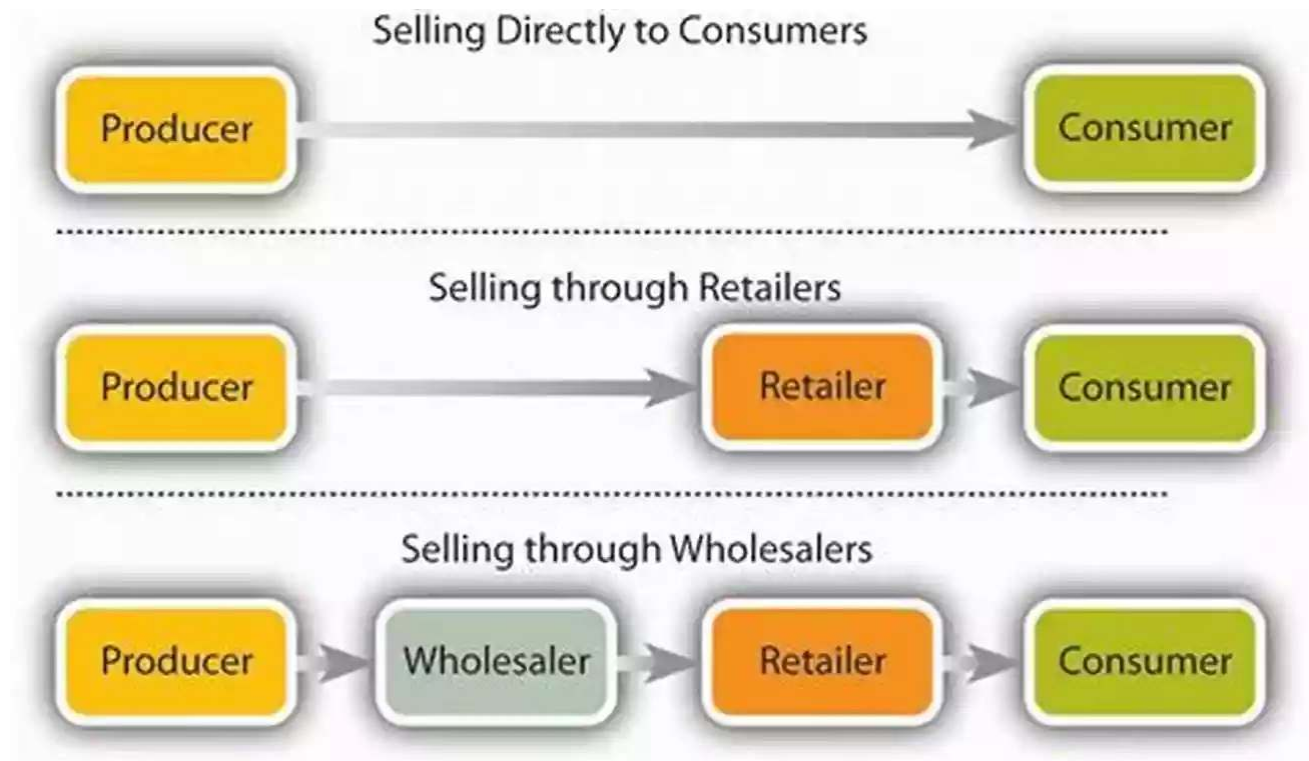 Selling Directly to Consumers
Producer
Consumer
Selling through Retailers
Producer
Retailer
Consumer
Selling through Wholesalers
Producer
Wholesaler
Retailer
Consumer